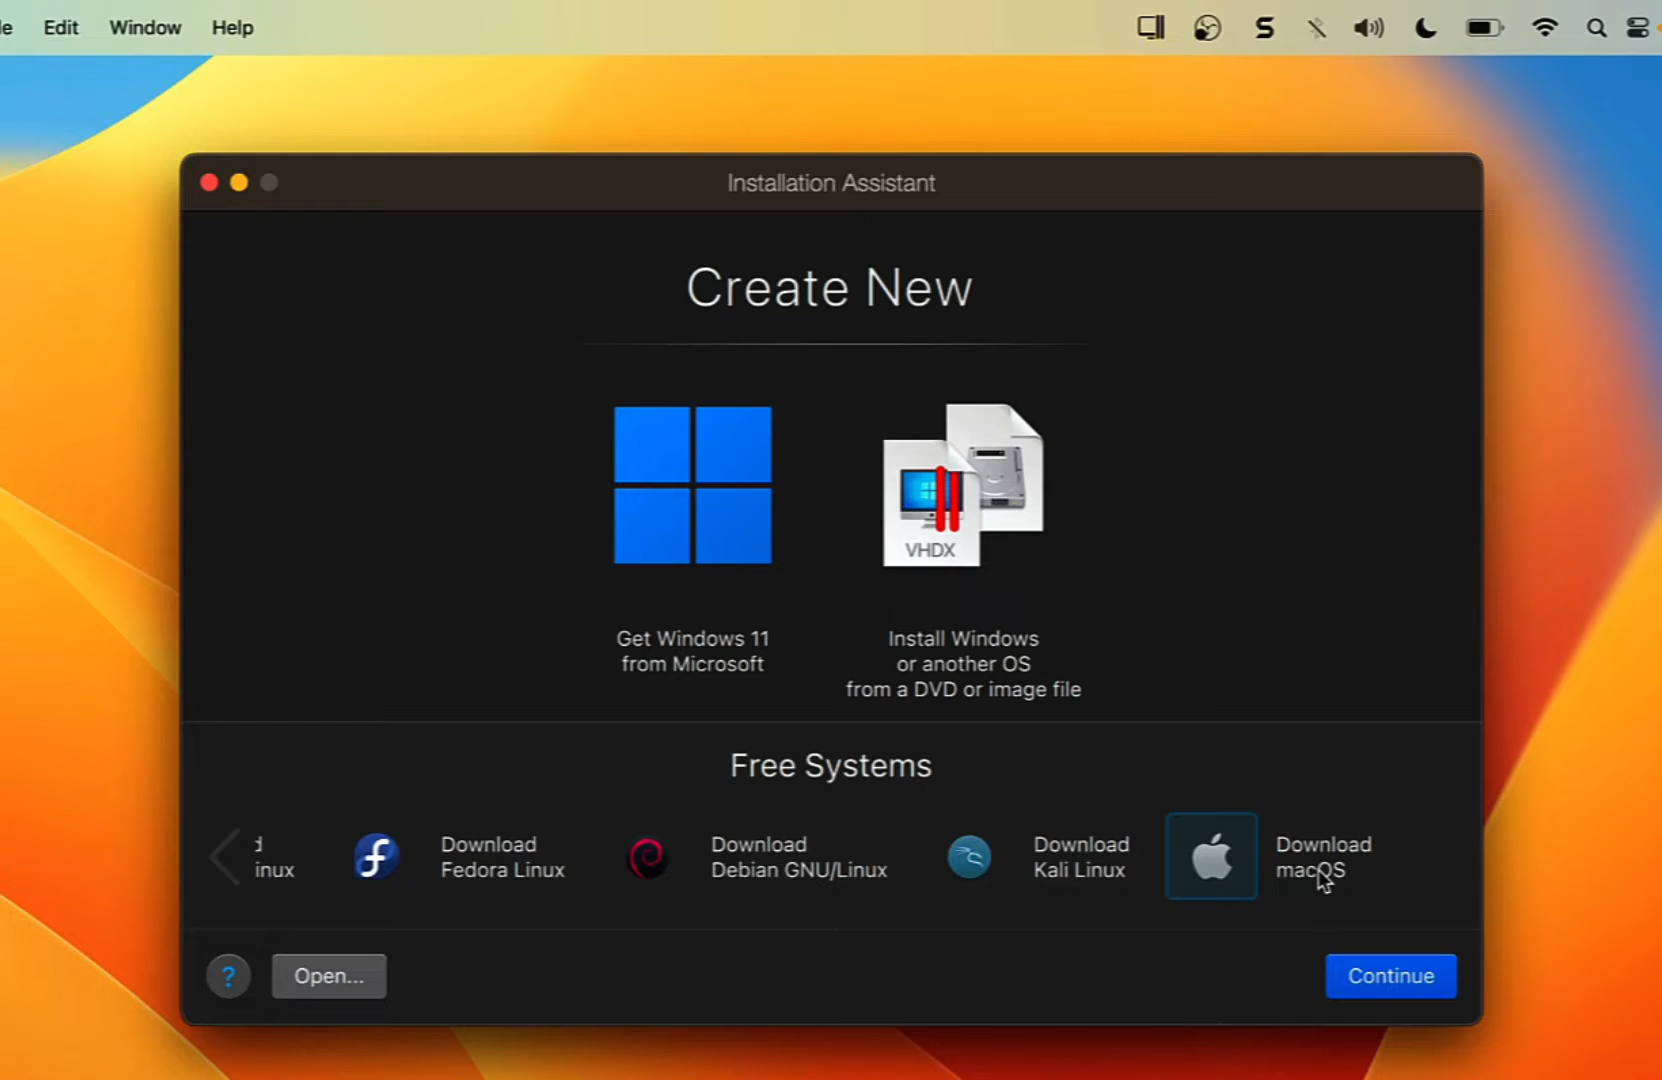 Edit Window Help
Installation Assistant
Create New
VHDX
Get Windows 11
from Microsoft
Install Windows
or another OS
from a DVD or image file
Free Systems
inux
Download
Fedora Linux
Download
Debian GNU/Linux
Download
Kali Linux
Download
macOS
?
Open...
Continue